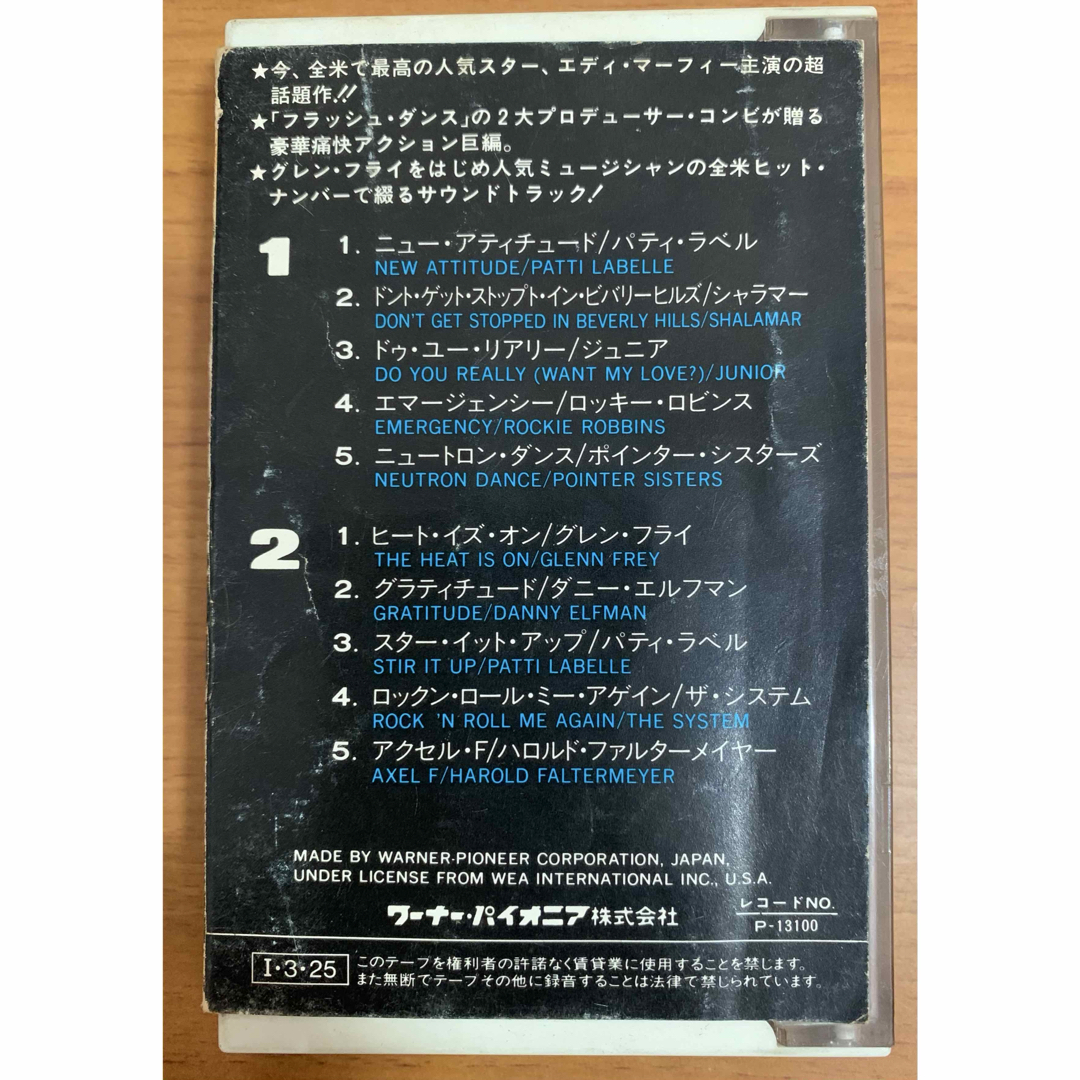 ★今、全米で最高の人気スター、エディ・マーフィー主演の超
話題作!!
★「フラッシュ・ダンス」の2大プロデューサー・コンビが贈る
豪華痛快アクション巨編。
★グレン・フライをはじめ人気ミュージシャンの全米ヒット・
ナンバーで綴るサウンドトラック!
1
1. ニュー・アティチュード/パティ・ラベル
NEW ATTITUDE/PATTI LABELLE
2. ドント・ゲット・ストップト・イン・ビバリーヒルズ/シャラマー
DON'T GET STOPPED IN BEVERLY HILLS/SHALAMAR
3. ドゥ・ユー・リアリー/ジュニア
DO YOU REALLY (WANT MY LOVE?)/JUNIOR
4. エマージェンシー/ロッキー・ロビンス
EMERGENCY/ROCKIE ROBBINS
5. ニュートロン・ダンス/ポインター・シスターズ
NEUTRON DANCE/POINTER SISTERS
2
1. ヒート・イズ・オン/グレン・フライ
THE HEAT IS ON/GLENN FREY
2. グラティチュード/ダニー・エルフマン
GRATITUDE/DANNY ELFMAN
3. スター・イット・アップ/パティ・ラベル
STIR IT UP/PATTI LABELLE
4. ロックン・ロール・ミー・アゲイン/ザ・システム
ROCK 'N ROLL ME AGAIN/THE SYSTEM
5. アクセル・F/ハロルド・ファルターメイヤー
AXEL F/HAROLD FALTERMEYER
MADE BY WARNER-PIONEER CORPORATION, JAPAN,
UNDER LICENSE FROM WEA INTERNATIONAL INC., U.S.A.
ワーナー・パイオニア株式会社
レコードNO.
P-13100
I・3・25
このテープを権利者の許諾なく賃貸業に使用することを禁じます。
また無断でテープその他に録音することは法律で禁じられています。